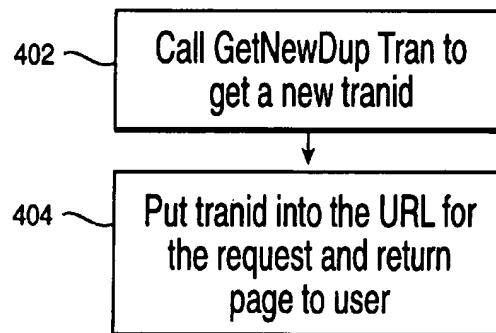 402
Call GetNewDup Tran to
get a new tranid
404
Put tranid into the URL for
the request and return
page to user